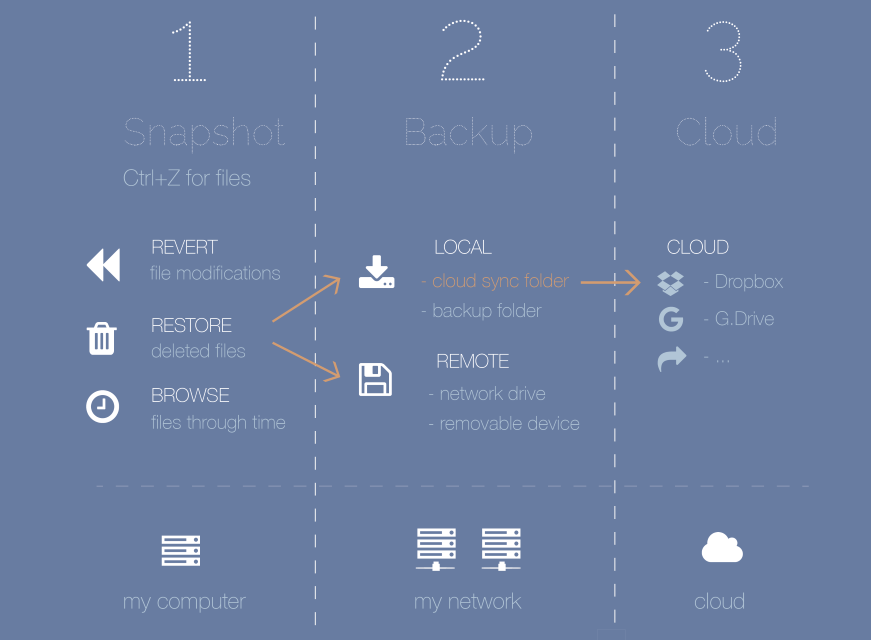 1
Snapshot
Ctrl+Z for files
REVERT
file modifications
RESTORE
deleted files
BROWSE
files through time
my computer
2
Backup
LOCAL
- cloud sync folder
- backup folder
REMOTE
- network drive
- removable device
my network
3
Cloud
CLOUD
- Dropbox
- G.Drive
- ...
cloud